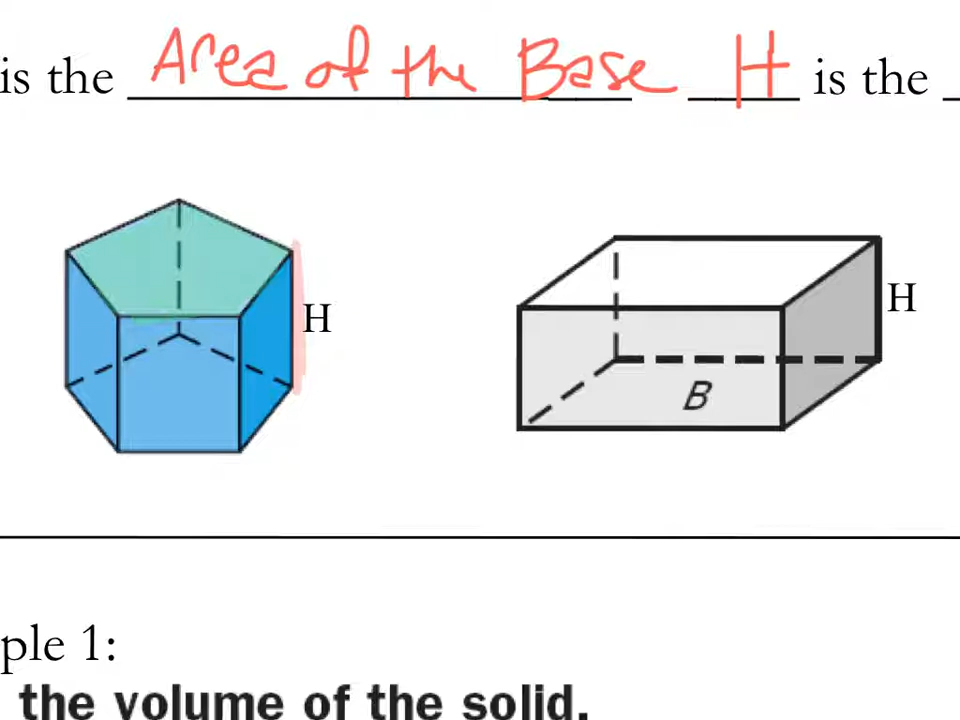 is the Area of the Base H is the
H
H
B
ple 1:
the volume of the solid.